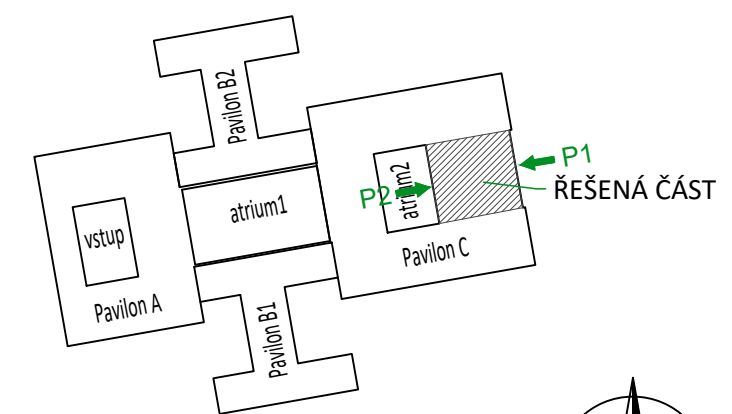 Pavilon B2
P1
atrium2
P2
ŘEŠENÁ ČÁST
atrium1
vstup
Pavilon C
Pavilon A
Pavilon B1